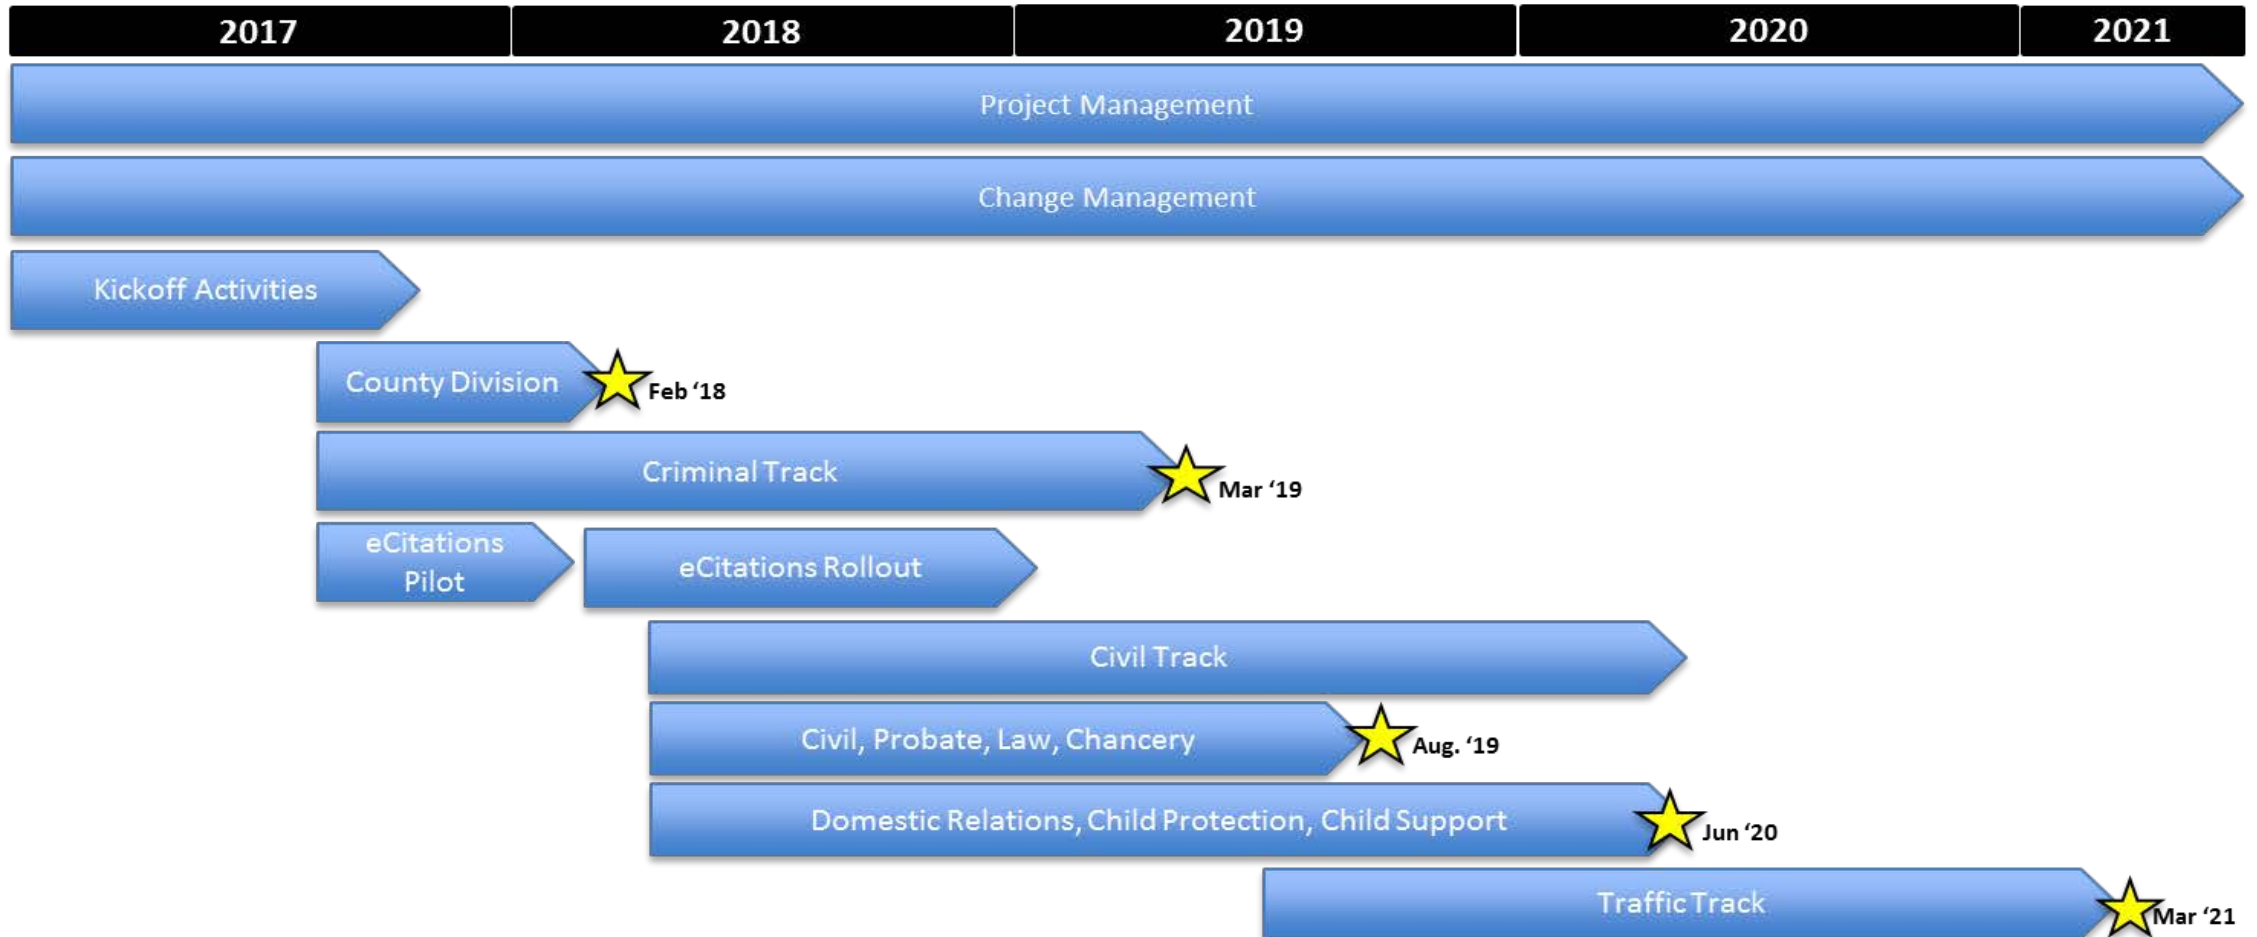 2017 2018 2019 2020 2021
Project Management
Change Management
Kickoff Activities
County Division
Feb ‘18
Criminal Track
Mar ‘19
eCitations
Pilot
eCitations Rollout
Civil Track
Civil, Probate, Law, Chancery
Aug. ‘19
Domestic Relations, Child Protection, Child Support
Jun ‘20
Traffic Track
Mar ‘21